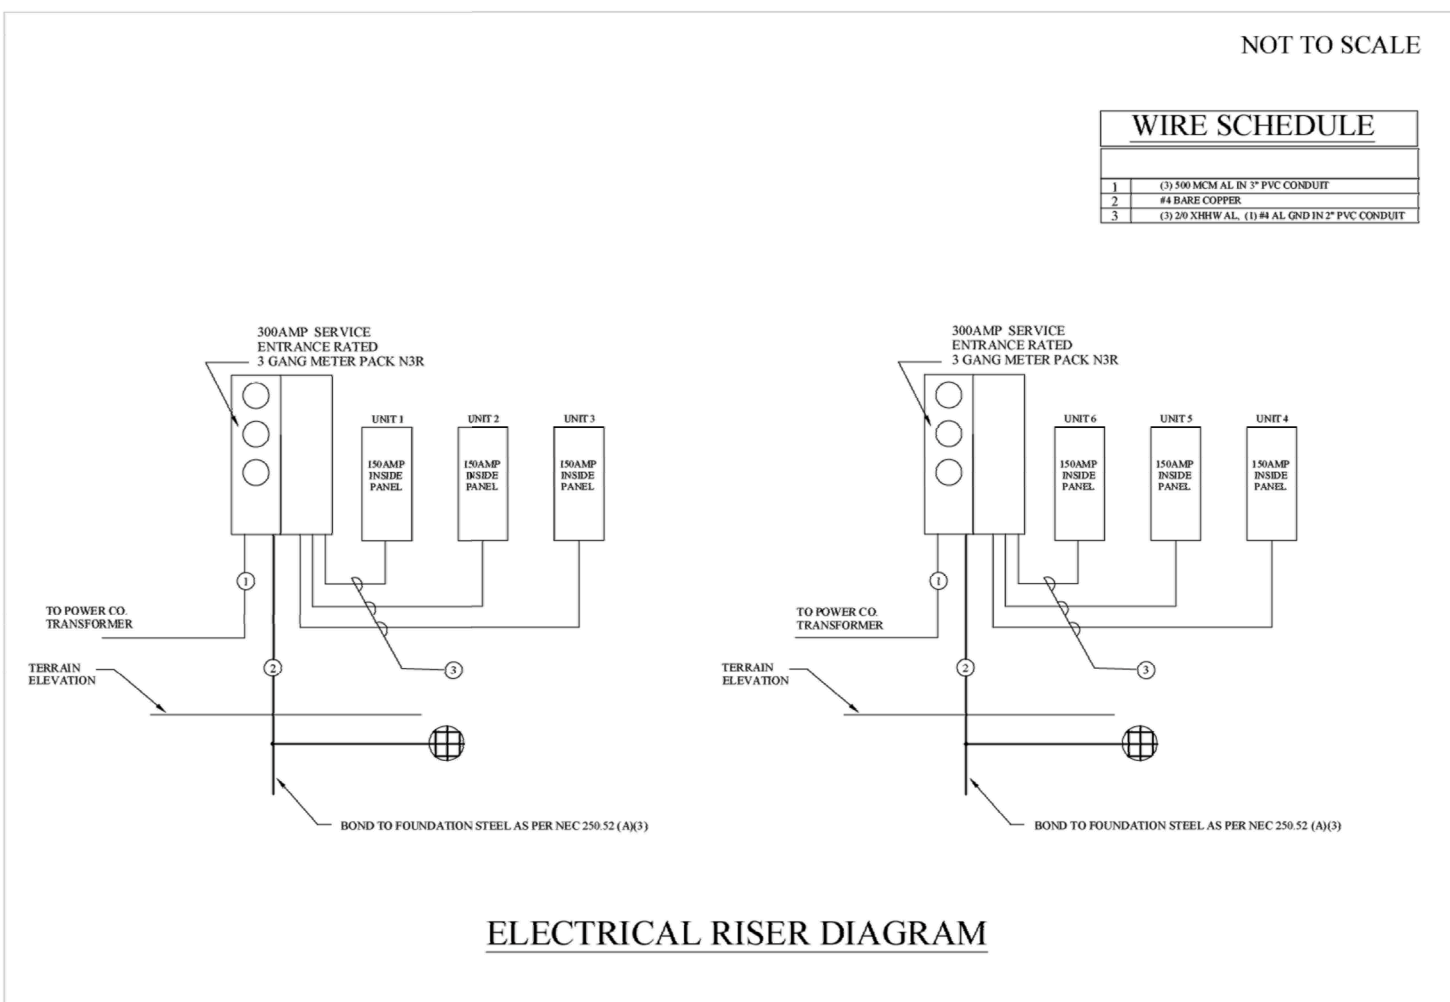 NOT TO SCALE
WIRE SCHEDULE
1 (3) 500 MCM AL IN 3" PVC CONDUIT
2 #4 BARE COPPER
3 (3) 2/0 XHHW AL, (1) #4 AL GND IN 2" PVC CONDUIT
300AMP SERVICE
ENTRANCE RATED
3 GANG METER PACK N3R
UNIT 1
UNIT 2
UNIT 3
150AMP
INSIDE
PANEL
150AMP
INSIDE
PANEL
150AMP
INSIDE
PANEL
1
TO POWER CO.
TRANSFORMER
2
3
TERRAIN
ELEVATION
BOND TO FOUNDATION STEEL AS PER NEC 250.52 (A)(3)
300AMP SERVICE
ENTRANCE RATED
3 GANG METER PACK N3R
UNIT 6
UNIT 5
UNIT 4
150AMP
INSIDE
PANEL
150AMP
INSIDE
PANEL
150AMP
INSIDE
PANEL
1
TO POWER CO.
TRANSFORMER
2
3
TERRAIN
ELEVATION
BOND TO FOUNDATION STEEL AS PER NEC 250.52 (A)(3)
ELECTRICAL RISER DIAGRAM